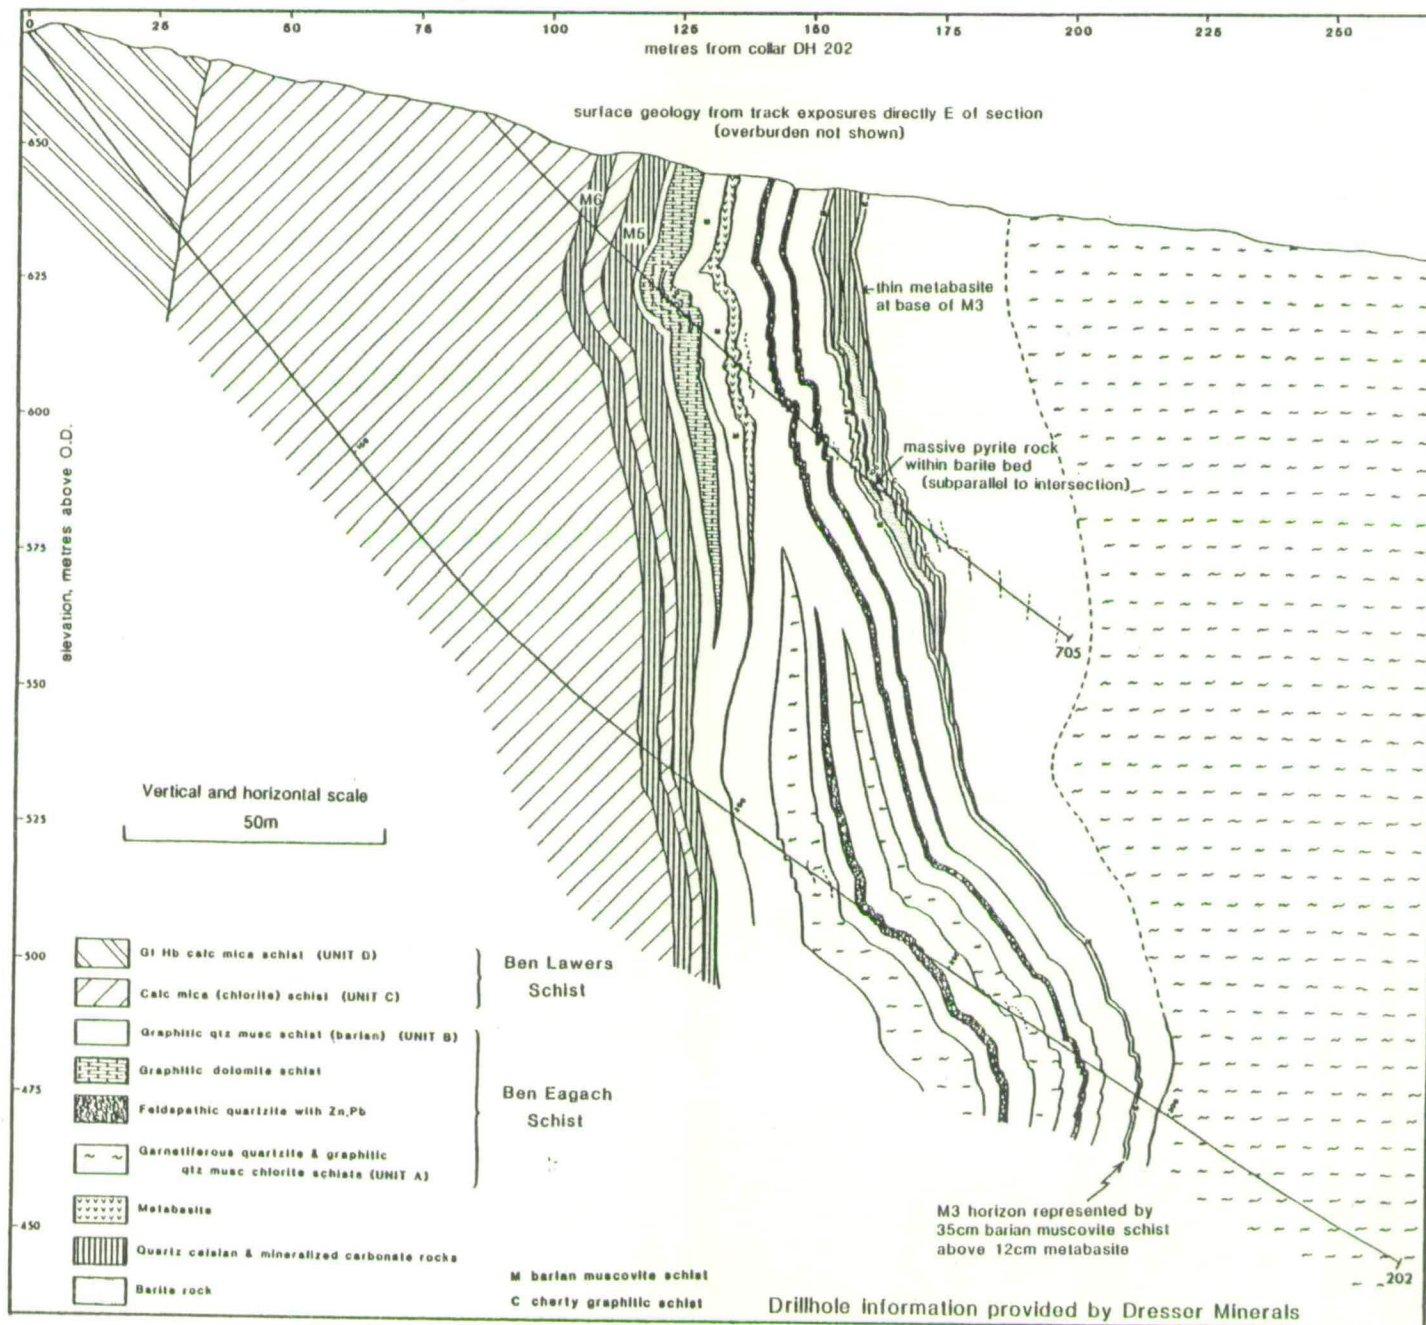 0 25 50 75 100 125 150 175 200 225 250
metres from collar DH 202
surface geology from track exposures directly E of section
(overburden not shown)
650
M6
M5
625
thin metabasite
at base of M3
600
massive pyrite rock
within barite bed
(subparallel to intersection)
elevation, metres above O.D.
575
705
550
Vertical and horizontal scale
50m
525
500
Gt Hb calc mica schist (UNIT D)
Calc mica (chlorite) schist (UNIT C)
Ben Lawers
Schist
Graphitic qtz musc schist (barian) (UNIT B)
Graphitic dolomite schist
Feldspathic quartzite with Zn,Pb
Garnetiferous quartzite & graphitic
qtz musc chlorite schists (UNIT A)
Ben Eagach
Schist
475
Metabasite
450
Quartz celsian & mineralized carbonate rocks
Barite rock
M3 horizon represented by
35cm barian muscovite schist
above 12cm metabasite
202
M barian muscovite schist
C cherty graphitic schist
Drillhole information provided by Dresser Minerals